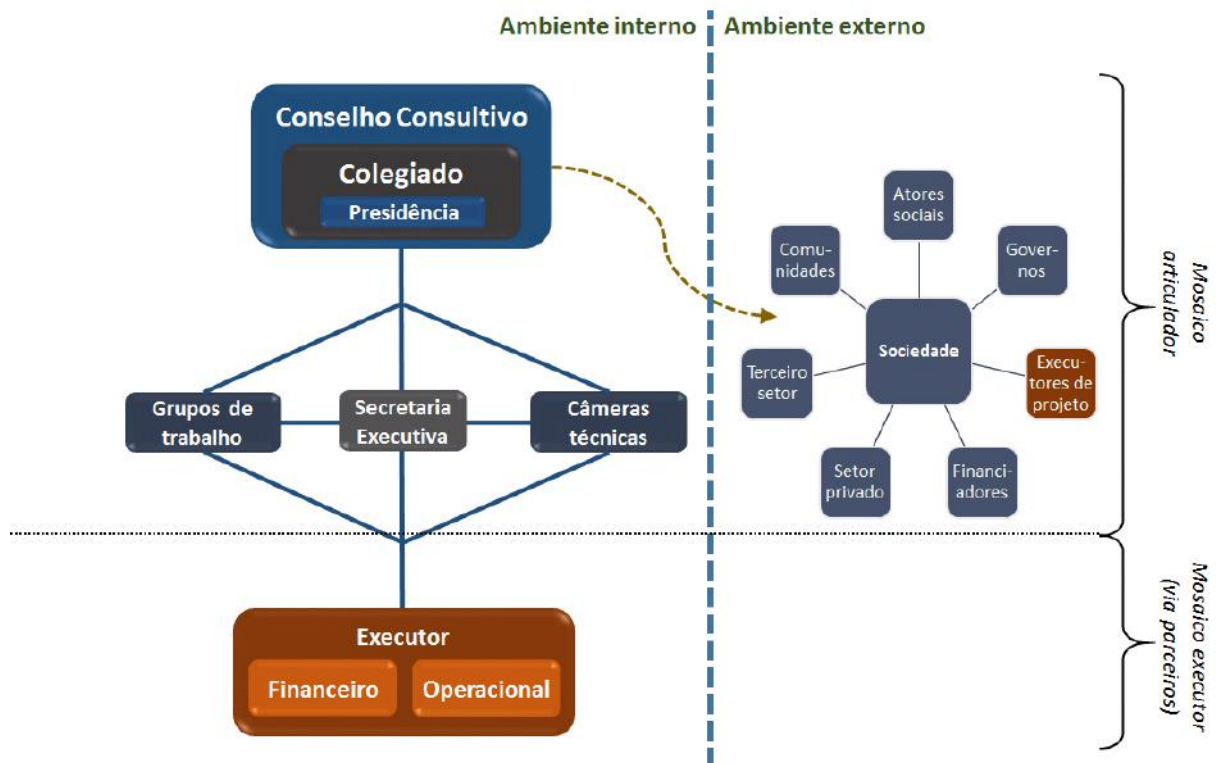 Ambiente interno
Ambiente externo
Conselho Consultivo
Colegiado
Presidência
Grupos de
trabalho
Secretaria
Executiva
Câmeras
técnicas
Atores
sociais
Comu-
nidades
Gover-
nos
Sociedade
Terceiro
setor
Execu-
tores de
projeto
Setor
privado
Financi-
adores
Mosaico
articulador
Executor
Financeiro
Operacional
Mosaico executor
(via parceiros)